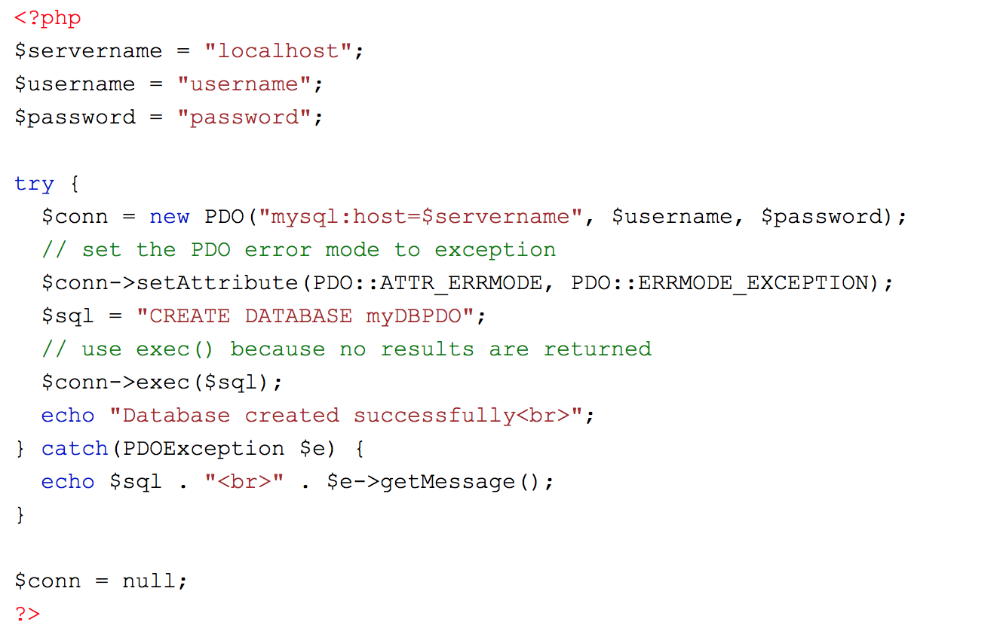 <?php
$servername = "localhost";
$username = "username";
$password = "password";

try {
  $conn = new PDO("mysql:host=$servername", $username, $password);
  // set the PDO error mode to exception
  $conn->setAttribute(PDO::ATTR_ERRMODE, PDO::ERRMODE_EXCEPTION);
  $sql = "CREATE DATABASE myDBPDO";
  // use exec() because no results are returned
  $conn->exec($sql);
  echo "Database created successfully<br>";
} catch(PDOException $e) {
  echo $sql . "<br>" . $e->getMessage();
}

$conn = null;
?>